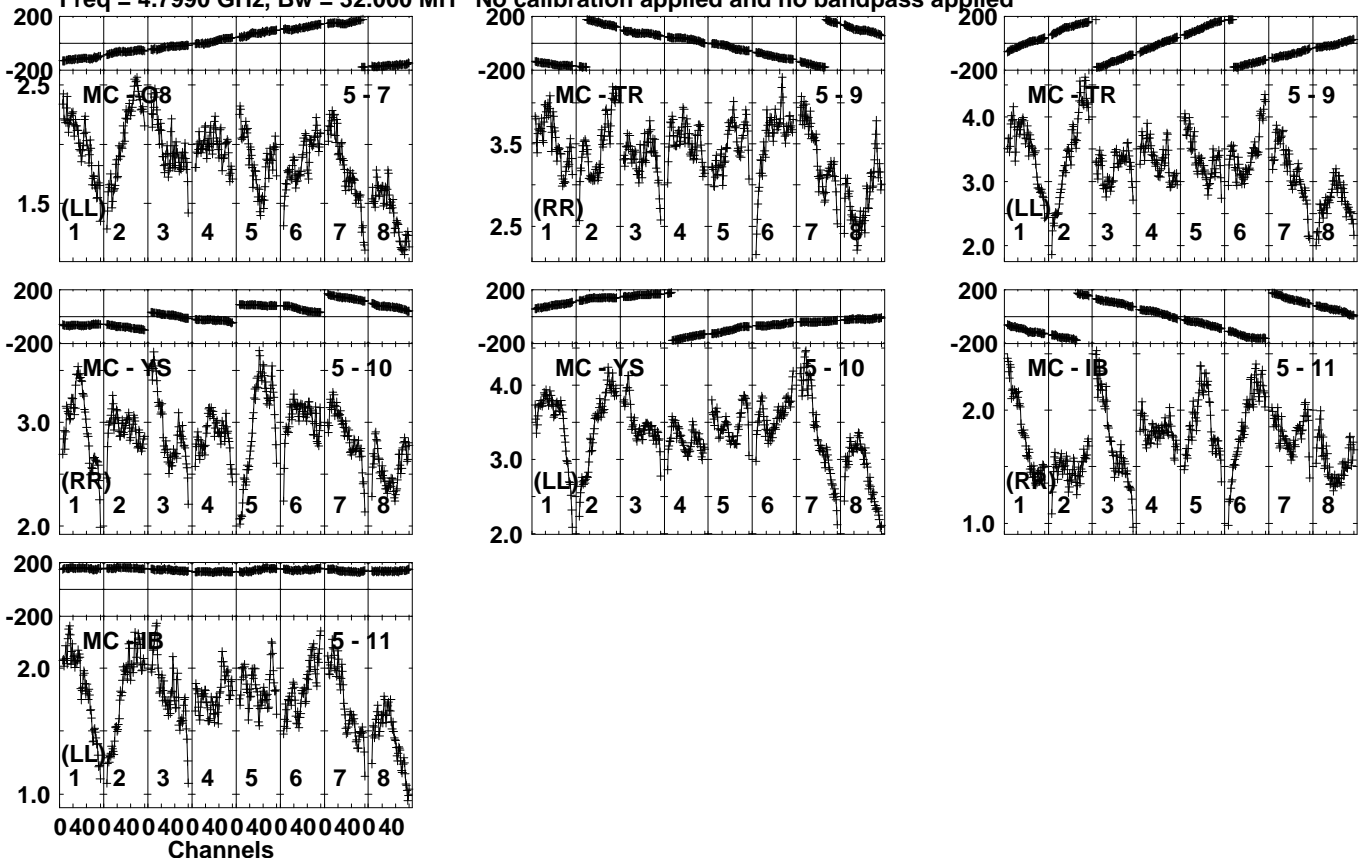 Freq = 4.7990 GHz, Bw = 32.000 MH No calibration applied and no bandpass applied
200
-200
2.5
1.5
MC - O8 5 - 7
(LL)
1 2 3 4 5 6 7 8
200
-200
3.5
2.5
MC - TR 5 - 9
(RR)
1 2 3 4 5 6 7 8
200
-200
4.0
3.0
2.0
MC - TR 5 - 9
(LL)
1 2 3 4 5 6 7 8
200
-200
3.0
2.0
MC - YS 5 - 10
(RR)
1 2 3 4 5 6 7 8
200
-200
4.0
3.0
2.0
MC - YS 5 - 10
(LL)
1 2 3 4 5 6 7 8
200
-200
2.0
1.0
MC - IB 5 - 11
(RR)
1 2 3 4 5 6 7 8
200
-200
2.0
1.0
MC - IB 5 - 11
(LL)
1 2 3 4 5 6 7 8
0 40 0 40 0 40 0 40 0 40 0 40 0 40 0 40
Channels